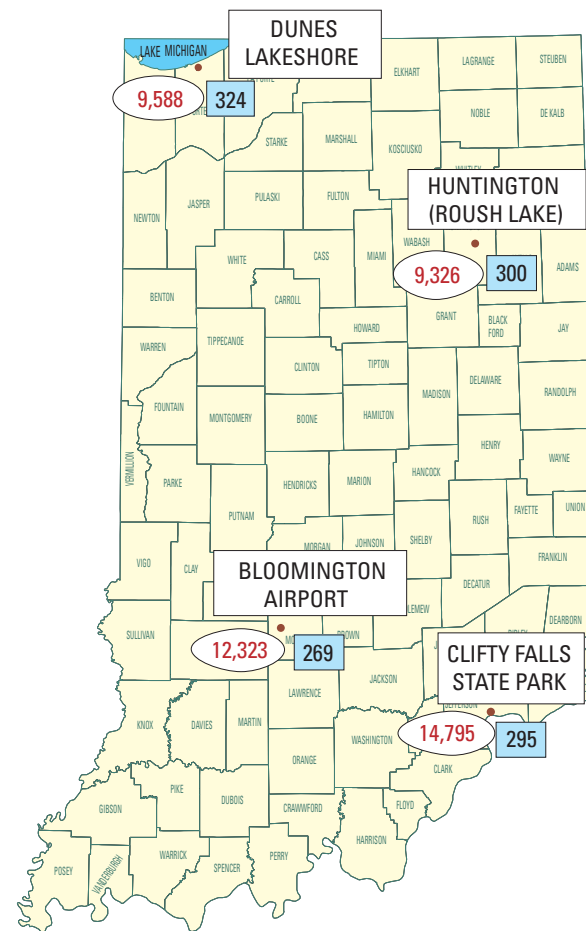 DUNES
LAKESHORE
LAKE MICHIGAN
9,588
324
ELKHART
LAGRANGE
STEUBEN
NOBLE
DE KALB
STARKE
MARSHALL
KOSCIUSKO
HUNTINGTON
(ROUSH LAKE)
NEWTON
JASPER
PULASKI
FULTON
WHITE
CASS
MIAMI
WABASH
ADAMS
9,326
300
BENTON
CARROLL
GRANT
BLACK
FORD
JAY
HOWARD
WARREN
TIPPECANOE
CLINTON
TIPTON
MADISON
DELAWARE
RANDOLPH
FOUNTAIN
MONTGOMERY
BOONE
HAMILTON
HENRY
WAYNE
VERMILLION
PARKE
HENDRICKS
MARION
HANCOCK
PUTNAM
RUSH
FAYETTE
UNION
MORGAN
JOHNSON
SHELBY
FRANKLIN
VIGO
CLAY
BLOOMINGTON
AIRPORT
DECATUR
LEMEW
DEARBORN
SULLIVAN
12,323
269
CLIFTY FALLS
STATE PARK
LAWRENCE
JACKSON
JEFFERSON
KNOX
DAVIES
MARTIN
WASHINGTON
14,795
295
ORANGE
CLARK
PIKE
DUBOIS
GIBSON
CRAWWFORD
FLOYD
HARRISON
POSEY
VANDERBURGH
WARRICK
SPENCER
PERRY